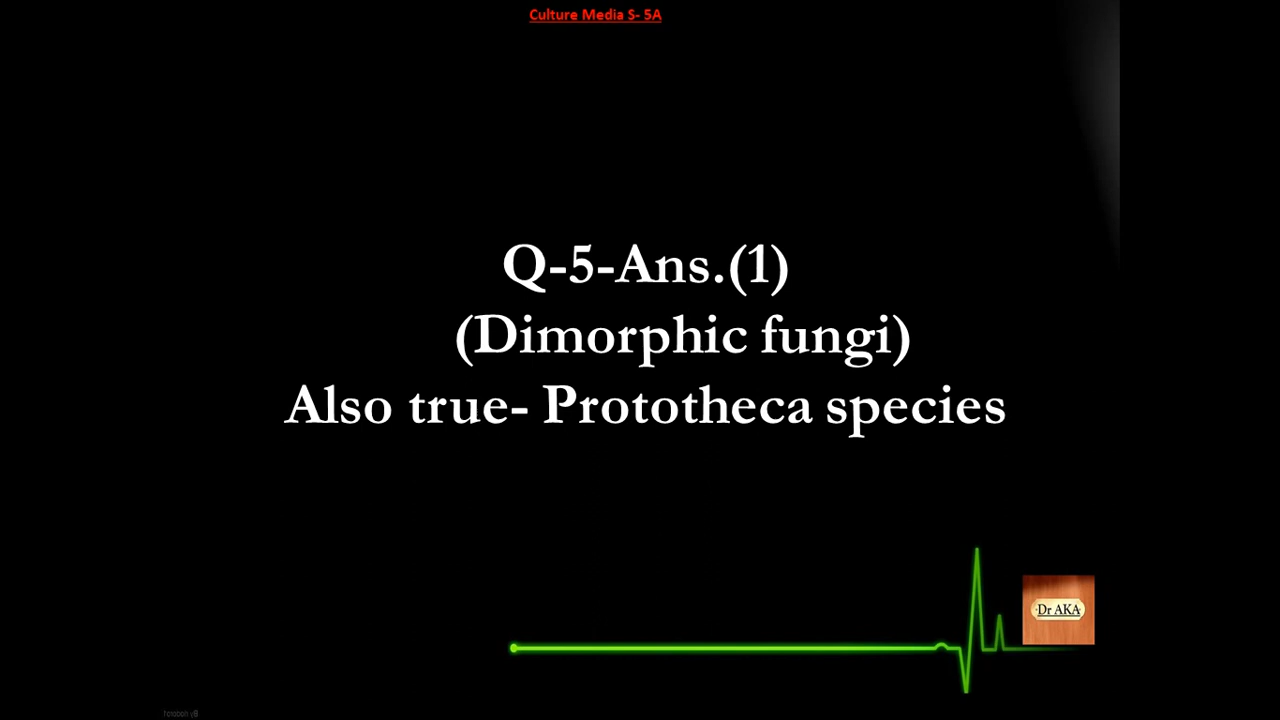 Culture Media S- 5A
Q-5-Ans.(1)
(Dimorphic fungi)
Also true- Prototheca species
Dr AKA